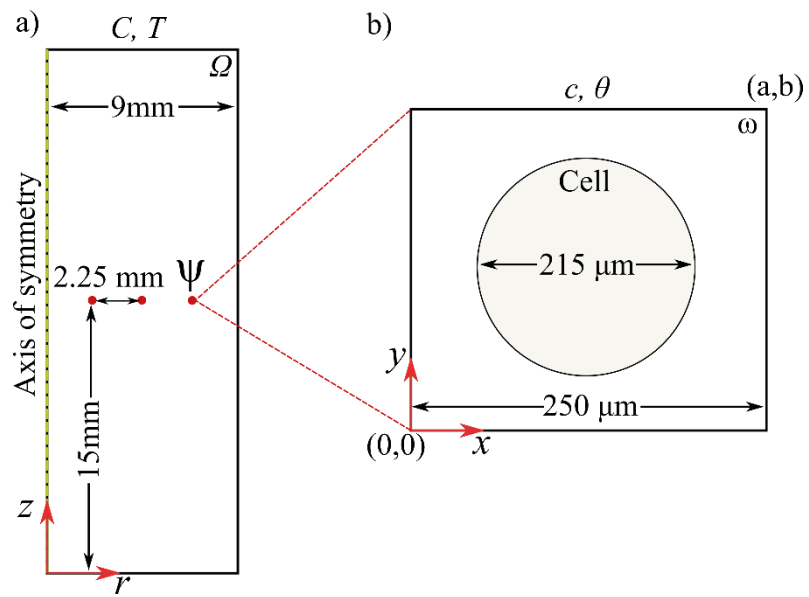 a)
C, T
Ω
9mm
Axis of symmetry
2.25 mm
Ψ
15mm
z
r
b)
c, θ
(a,b)
ω
Cell
215 μm
y
250 μm
(0,0)
x